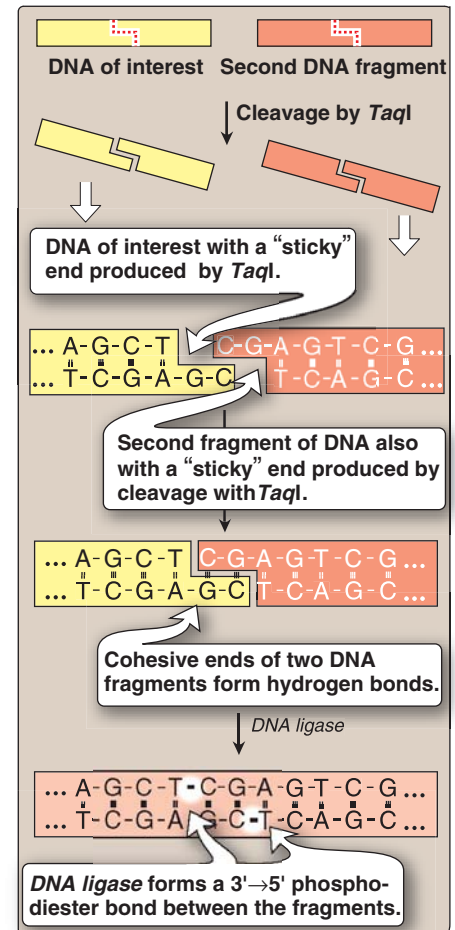 DNA of interest Second DNA fragment
Cleavage by TaqI
DNA of interest with a “sticky”
end produced by TaqI.
... A-G-C-T C-G-A-G-T-C-G...
... T-C-G-A-G-C T-C-A-G-C...
Second fragment of DNA also
with a “sticky” end produced by
cleavage withTaqI.
... A-G-C-T C-G-A-G-T-C-G...
... T-C-G-A-G-C T-C-A-G-C...
Cohesive ends of two DNA
fragments form hydrogen bonds.
DNA ligase
... A-G-C-T-C-G-A-G-T-C-G...
... T-C-G-A-G-C-T-C-A-G-C...
DNA ligase forms a 3'→5' phospho-
diester bond between the fragments.